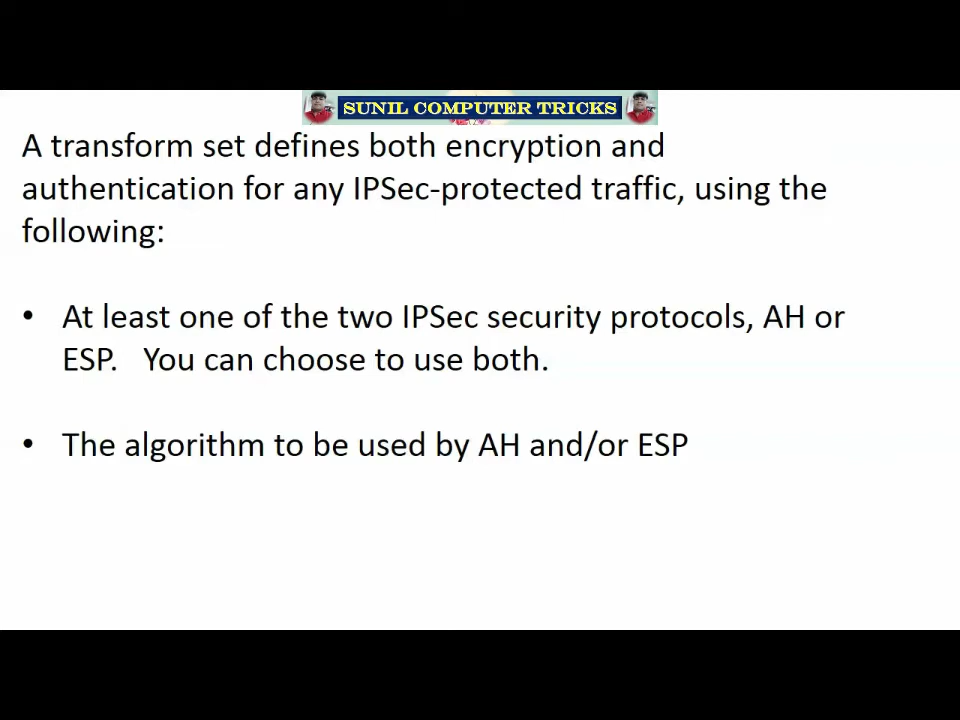 SUNIL COMPUTER TRICKS
A transform set defines both encryption and
authentication for any IPSec-protected traffic, using the
following:
• At least one of the two IPSec security protocols, AH or
ESP. You can choose to use both.
• The algorithm to be used by AH and/or ESP